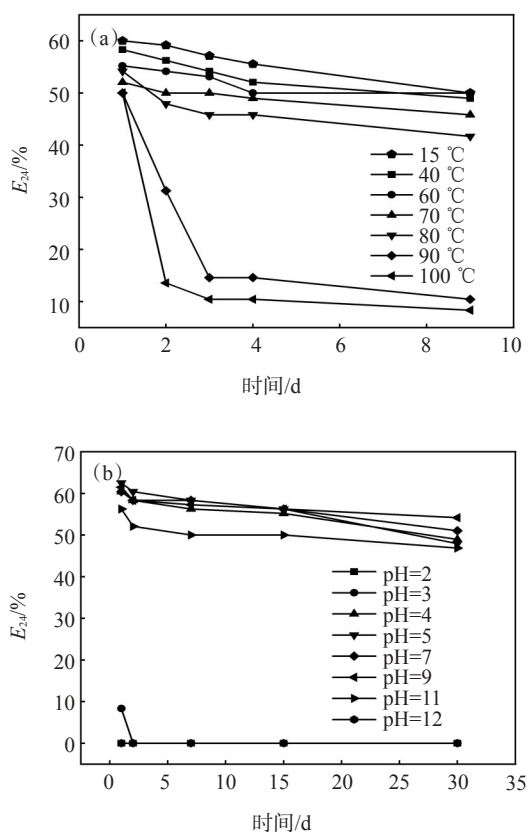 (a)
60
50
40
30
20
10
E₂₄/%
15 ℃
40 ℃
60 ℃
70 ℃
80 ℃
90 ℃
100 ℃
0 2 4 6 8 10
时间/d
(b)
70
60
50
40
30
20
10
0
E₂₄/%
pH=2
pH=3
pH=4
pH=5
pH=7
pH=9
pH=11
pH=12
0 5 10 15 20 25 30 35
时间/d